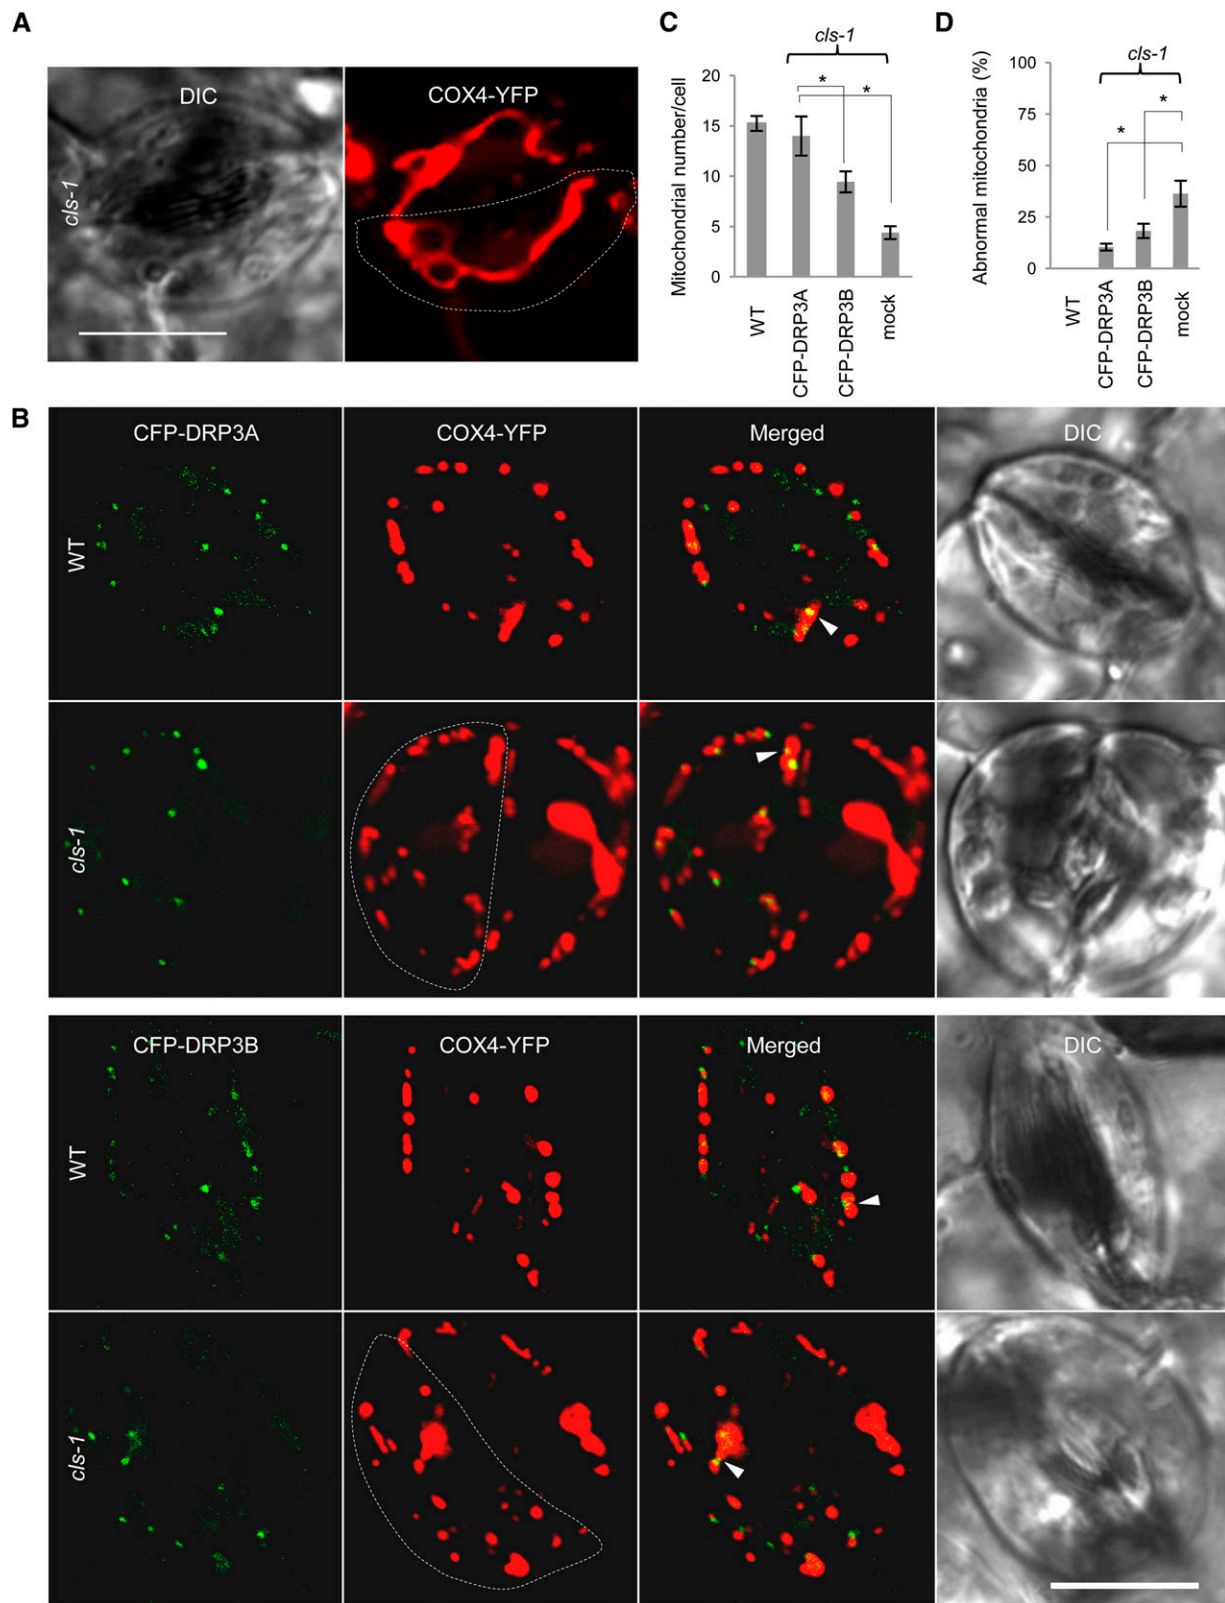 A
DIC
COX4-YFP
cls-1
C
cls-1
Mitochondrial number/cell
20
15
10
5
0
*
*
WT
CFP-DRP3A
CFP-DRP3B
mock
D
cls-1
Abnormal mitochondria (%)
100
75
50
25
0
*
*
WT
CFP-DRP3A
CFP-DRP3B
mock
B
CFP-DRP3A
COX4-YFP
Merged
DIC
WT
cls-1
CFP-DRP3B
COX4-YFP
Merged
DIC
WT
cls-1